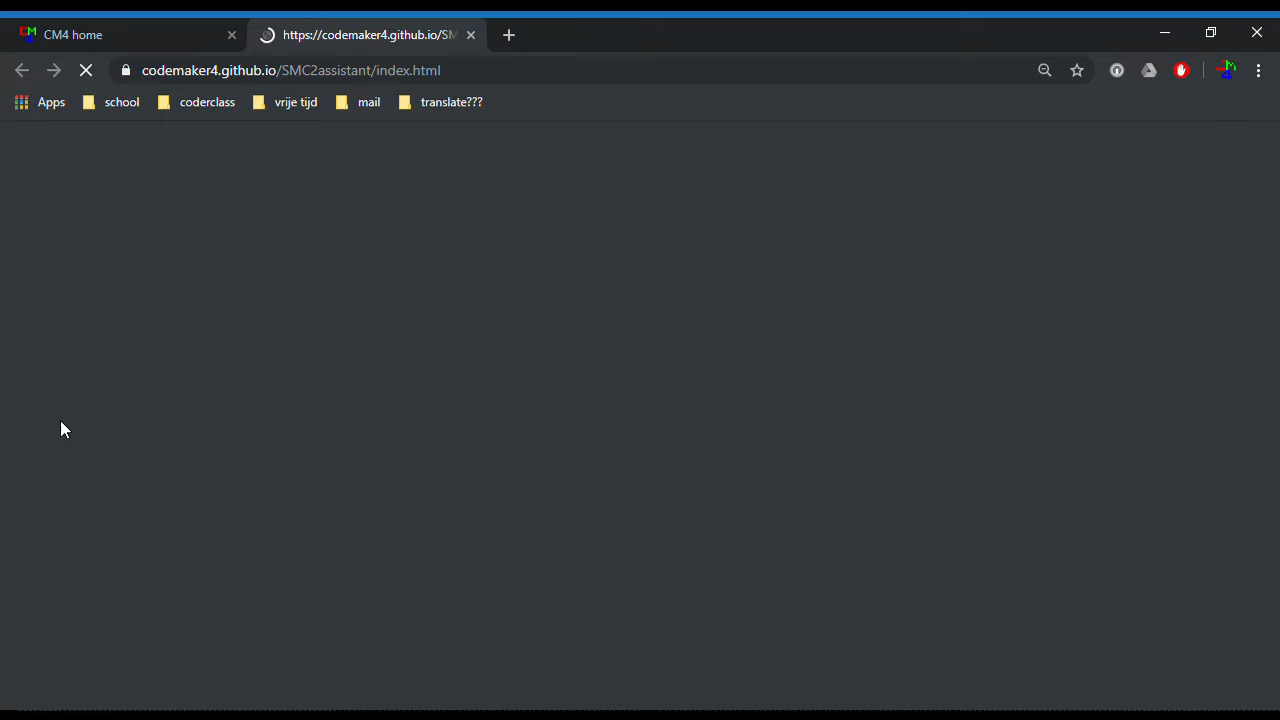 CM4 home
https://codemaker4.github.io/SM
codemaker4.github.io/SMC2assistant/index.html
Apps school coderclass vrije tijd mail translate???